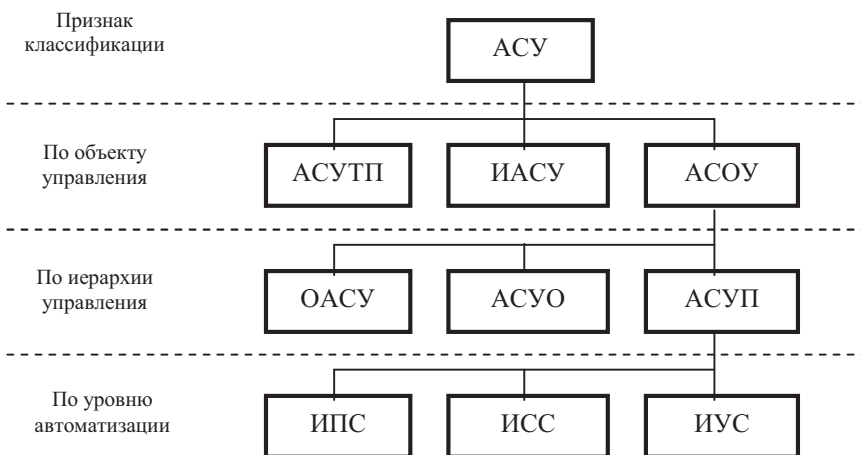 Признак
классификации
АСУ
По объекту
управления
АСУТП
ИАСУ
АСОУ
По иерархии
управления
ОАСУ
АСУО
АСУП
По уровню
автоматизации
ИПС
ИСС
ИУС